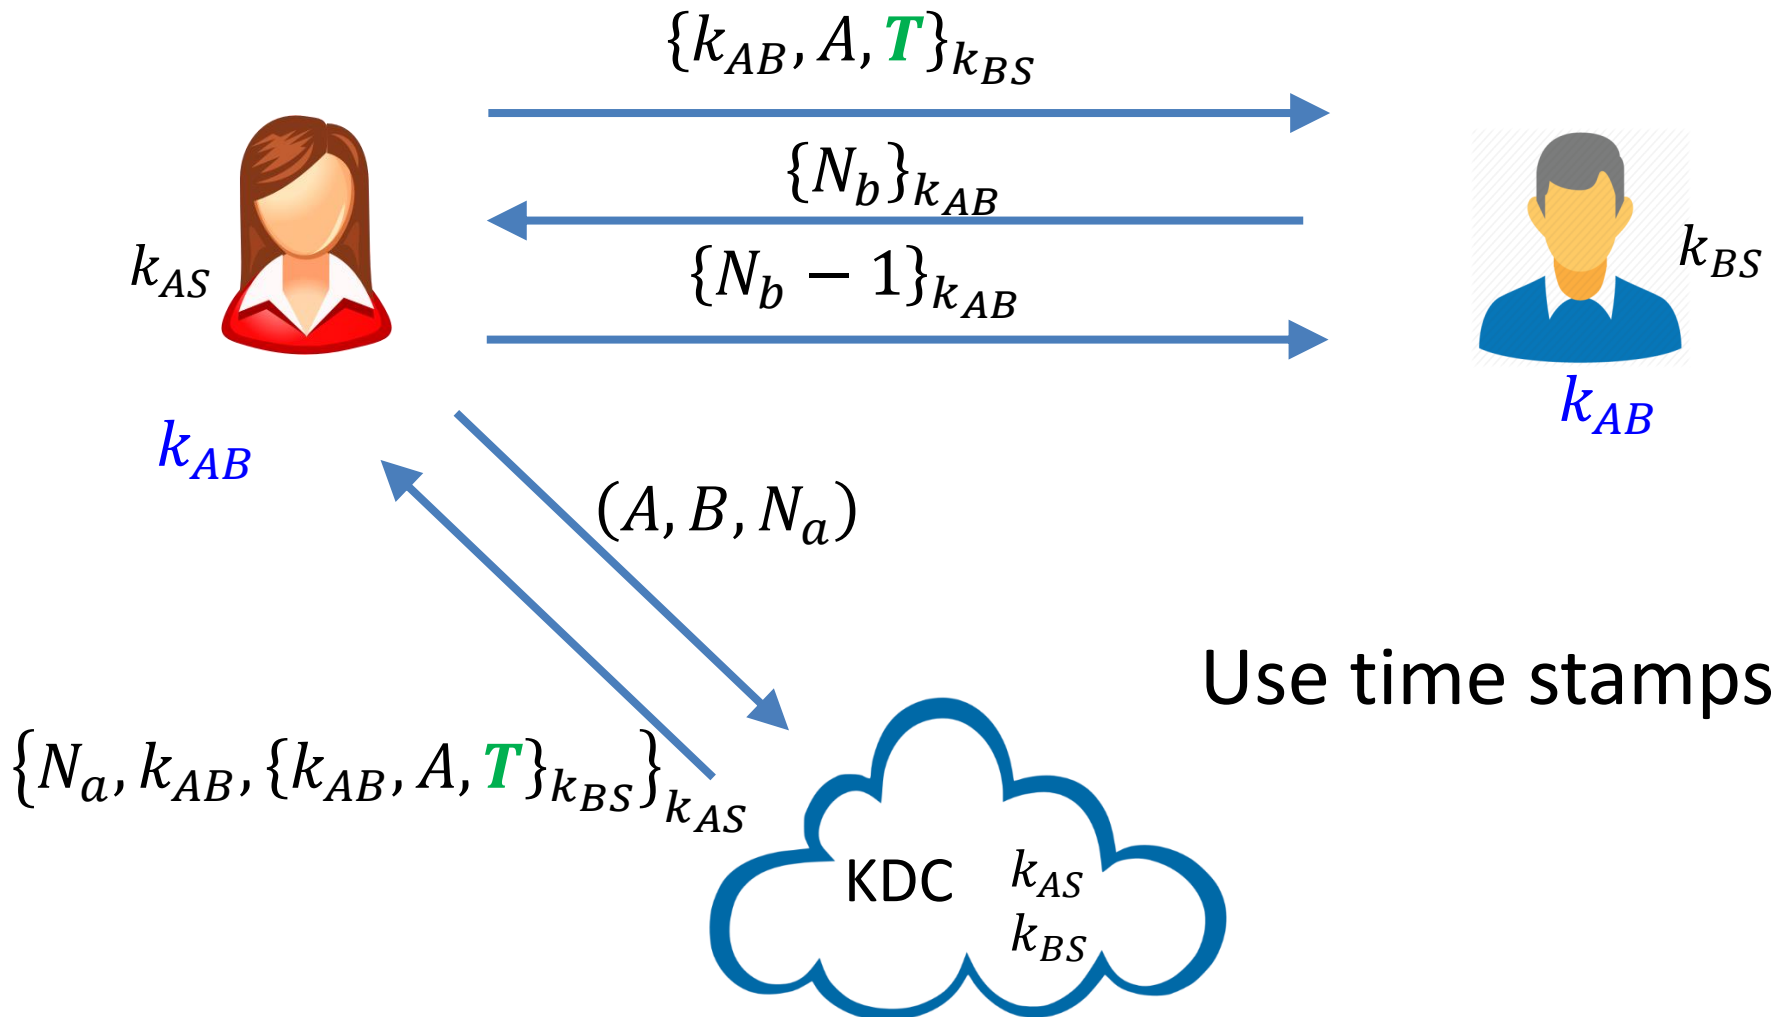 {k_AB, A, T}_k_BS
{N_b}_k_AB
{N_b − 1}_k_AB
k_AS
k_BS
k_AB
k_AB
(A, B, N_a)
Use time stamps
{N_a, k_AB, {k_AB, A, T}_k_BS}_k_AS
KDC
k_AS
k_BS